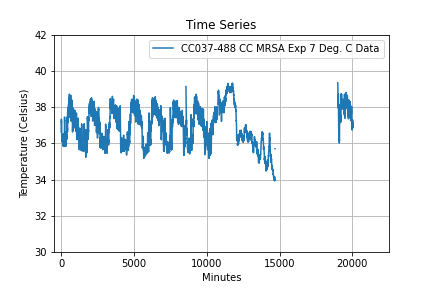 Time Series
CC037-488 CC MRSA Exp 7 Deg. C Data
Temperature (Celsius)
42
40
38
36
34
32
30
0 5000 10000 15000 20000
Minutes